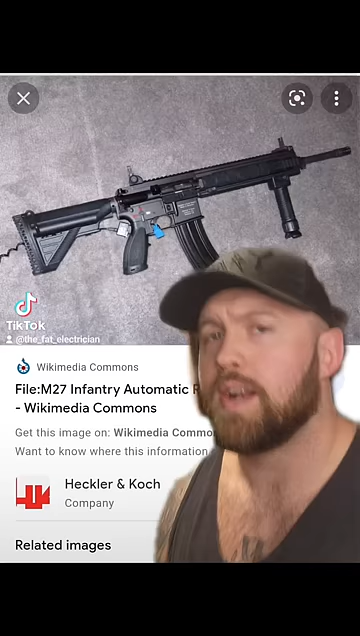 TikTok
@the_fat_electrician
Wikimedia Commons
File:M27 Infantry Automatic
- Wikimedia Commons
Get this image on: Wikimedia
Want to know where this information
Heckler & Koch
Company
Related images